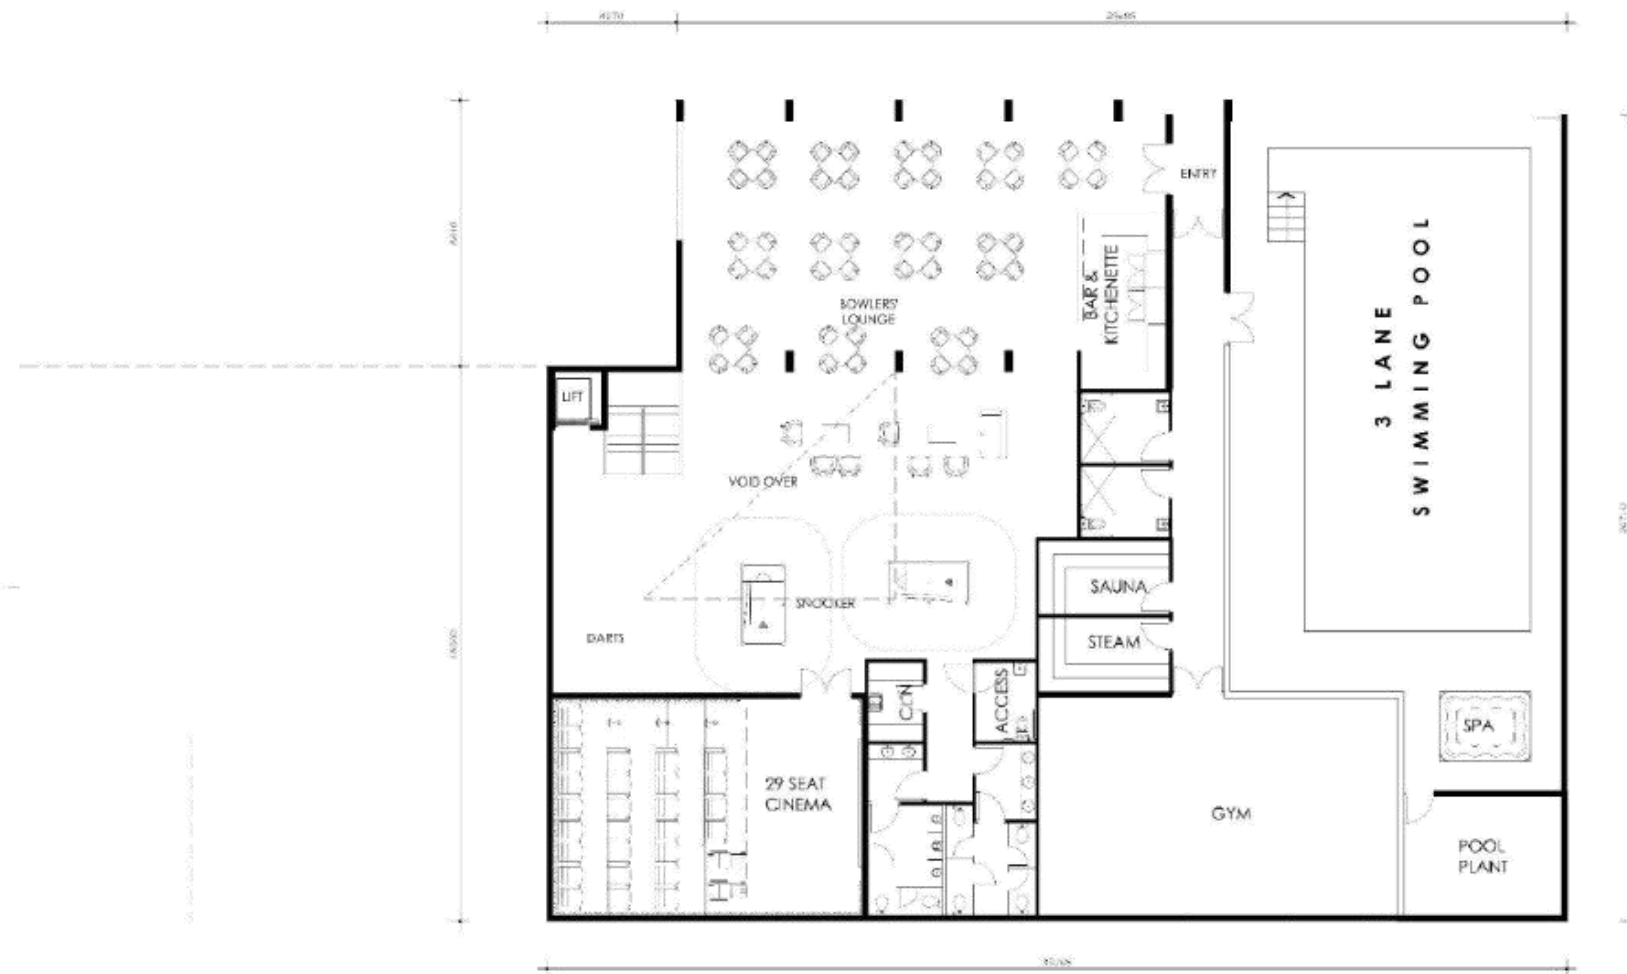 ENTRY
BAR &
KITCHENETTE
3 LANE
SWIMMING POOL
BOWLERS'
LOUNGE
LIFT
VOID OVER
SNOOKER
DARTS
SAUNA
STEAM
ACCESS
SPA
29 SEAT
CINEMA
GYM
POOL
PLANT